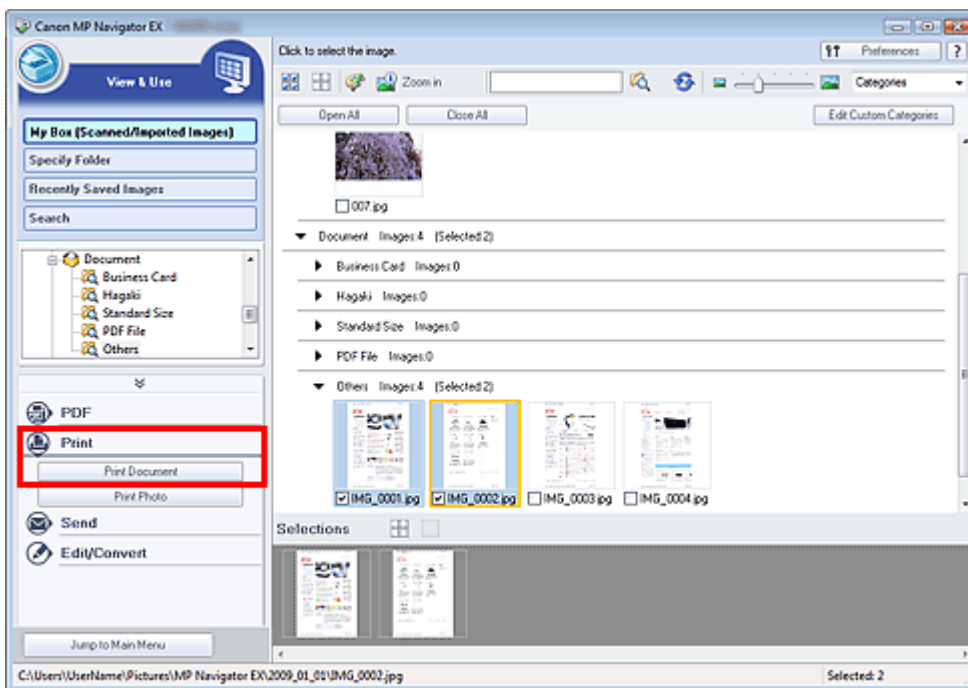 Canon MP Navigator EX
View & Use
Click to select the image.
Preferences
?
Zoom in
Categories
Open All
Close All
Edit Custom Categories
My Box (Scanned/Imported Images)
Specify Folder
Recently Saved Images
Search
Document
Business Card
Hagaki
Standard Size
PDF File
Others
PDF
Print
Print Document
Print Photo
Send
Edit/Convert
Jump to Main Menu
007.jpg
Document Images:4 (Selected:2)
Business Card Images:0
Hagaki Images:0
Standard Size Images:0
PDF File Images:0
Others Images:4 (Selected:2)
IMG_0001.jpg
IMG_0002.jpg
IMG_0003.jpg
IMG_0004.jpg
Selections
C:\Users\UserName\Pictures\MP Navigator EX\2009_01_01\IMG_0002.jpg
Selected: 2